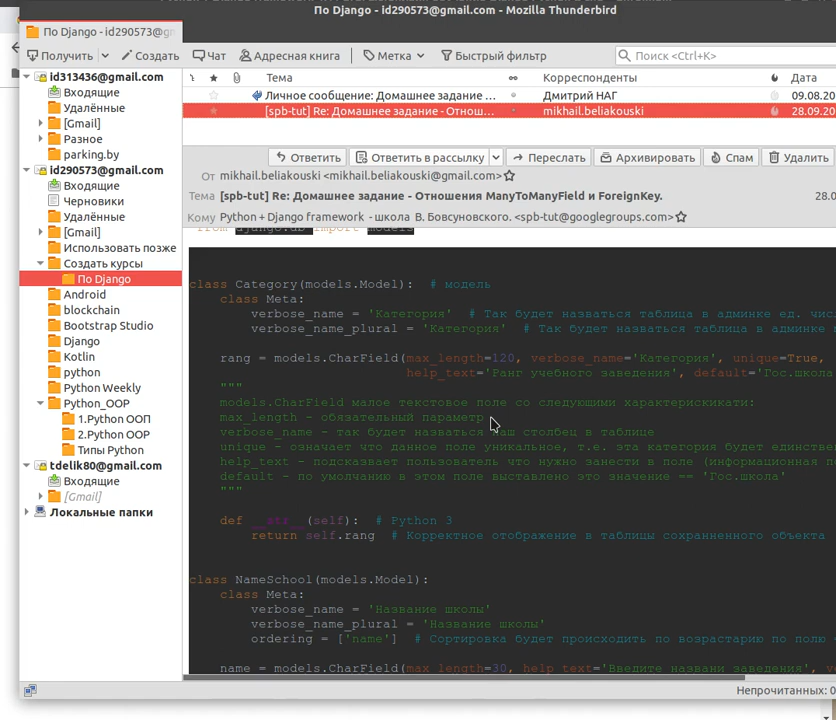 По Django - id290573@gmail.com - Mozilla Thunderbird
По Django - id290573@gm
Получить Создать Чат Адресная книга Метка Быстрый фильтр Поиск <Ctrl+K>
id313436@gmail.com
Входящие
Удалённые
[Gmail]
Разное
parking.by
id290573@gmail.com
Входящие
Черновики
Удалённые
[Gmail]
Использовать позже
Создать курсы
По Django
Android
blockchain
Bootstrap Studio
Django
Kotlin
python
Python Weekly
Python_OOP
1.Python ООП
2.Python OOP
Типы Python
tdelik80@gmail.com
Входящие
[Gmail]
Локальные папки
Тема Корреспонденты Дата
Личное сообщение: Домашнее задание ... Дмитрий НАГ 09.08.20
[spb-tut] Re: Домашнее задание - Отнош... mikhail.beliakouski 28.09.20
Ответить Ответить в рассылку Переслать Архивировать Спам Удалить
От mikhail.beliakouski <mikhail.beliakouski@gmail.com>
Тема [spb-tut] Re: Домашнее задание - Отношения ManyToManyField и ForeignKey. 28.0
Кому Python + Django framework - школа В. Бовсуновского. <spb-tut@googlegroups.com>
from django.db import models
class Category(models.Model): # модель
class Meta:
verbose_name = 'Категория' # Так будет назваться таблица в админке ед. чис
verbose_name_plural = 'Категория' # Так будет назваться таблица в админке
rang = models.CharField(max_length=120, verbose_name='Категория', unique=True,
help_text='Ранг учебного заведения', default='Гос.школа
"""
models.CharField малое текстовое поле со следующими характерискикати:
max_length - обязательный параметр
verbose_name - так будет назваться ваш столбец в таблице
unique - означает что данное поле уникальное, т.е. эта категория будет единстве
help_text - подсказвает пользователь что нужно занести в поле (информационная п
default - по умолчанию в этом поле выставлено это значение == 'Гос.школа'
"""
def __str__(self): # Python 3
return self.rang # Корректное отображение в таблицы сохранненного объекта
class NameSchool(models.Model):
class Meta:
verbose_name = 'Название школы'
verbose_name_plural = 'Название школы'
ordering = ['name'] # Сортировка будет происходить по возрастарию по полю
name = models.CharField(max_length=30, help_text='Введите названи заведения', v
Непрочитанных: 0